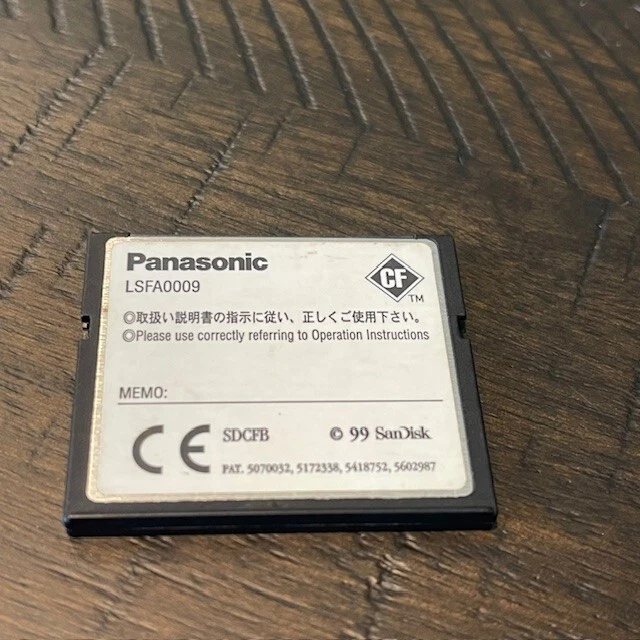 Panasonic
LSFA0009
CF
TM
◎取扱い説明書の指示に従い、正しくご使用下さい。
◎Please use correctly referring to Operation Instructions
MEMO:
CE
SDCFB © 99 SanDisk
PAT. 5070032, 5172338, 5418752, 5602987